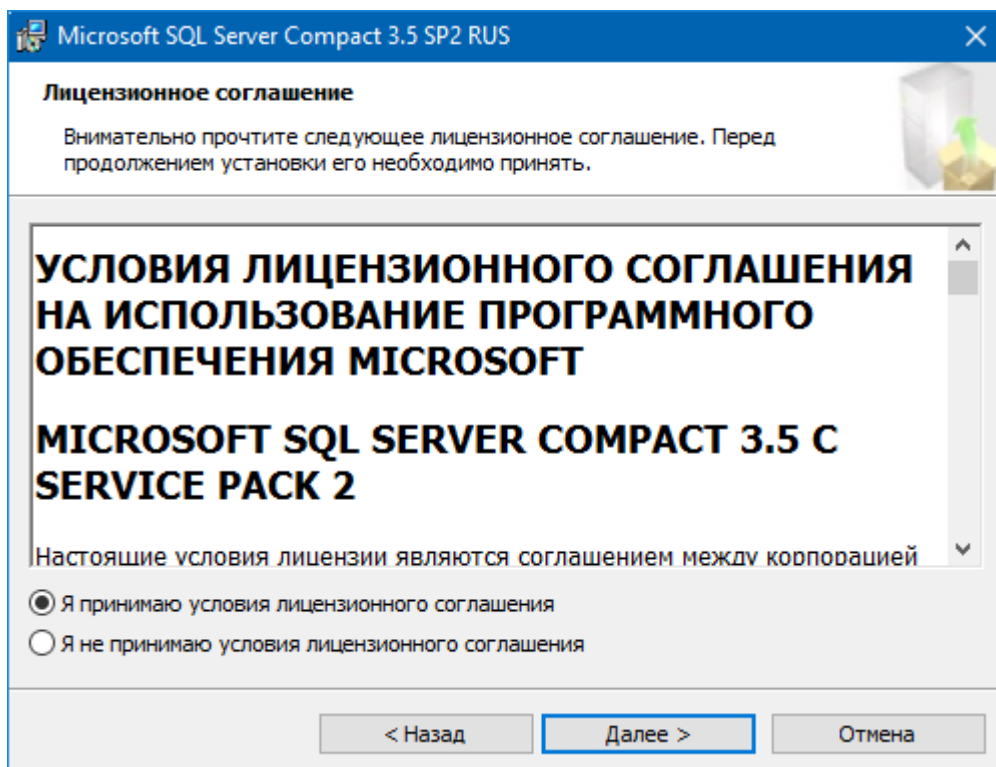 Microsoft SQL Server Compact 3.5 SP2 RUS
Лицензионное соглашение
Внимательно прочтите следующее лицензионное соглашение. Перед
продолжением установки его необходимо принять.
УСЛОВИЯ ЛИЦЕНЗИОННОГО СОГЛАШЕНИЯ
НА ИСПОЛЬЗОВАНИЕ ПРОГРАММНОГО
ОБЕСПЕЧЕНИЯ MICROSOFT
MICROSOFT SQL SERVER COMPACT 3.5 С
SERVICE PACK 2
Настоящие условия лицензии являются соглашением между корпорацией
Я принимаю условия лицензионного соглашения
Я не принимаю условия лицензионного соглашения
< Назад
Далее >
Отмена